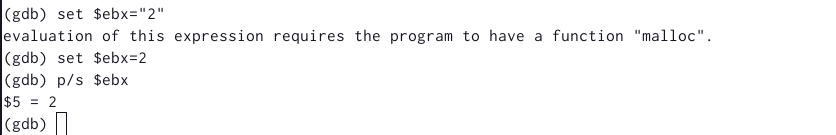 (gdb) set $ebx="2"
evaluation of this expression requires the program to have a function "malloc".
(gdb) set $ebx=2
(gdb) p/s $ebx
$5 = 2
(gdb)